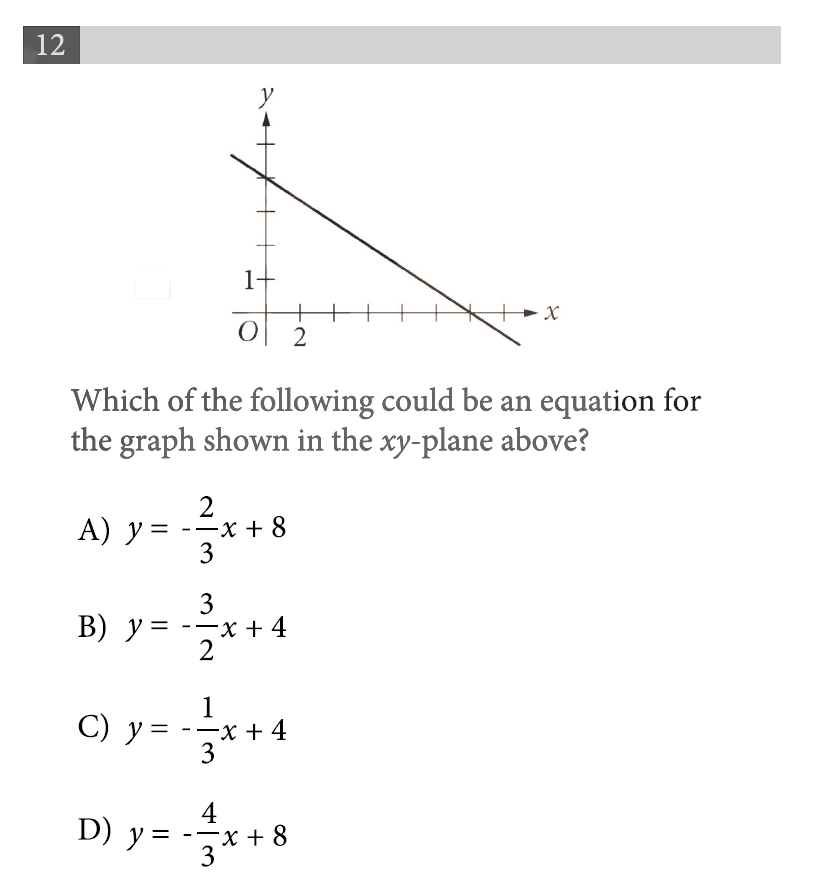 12
y
1
O
2
x
Which of the following could be an equation for
the graph shown in the xy-plane above?
A) y = -2/3x + 8
B) y = -3/2x + 4
C) y = -1/3x + 4
D) y = -4/3x + 8